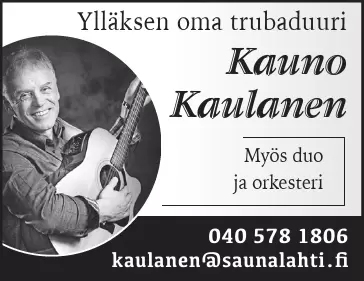 Ylläksen oma trubaduuri
Kauno
Kaulanen
Myös duo
ja orkesteri
040 578 1806
kaulanen@saunalahti.fi